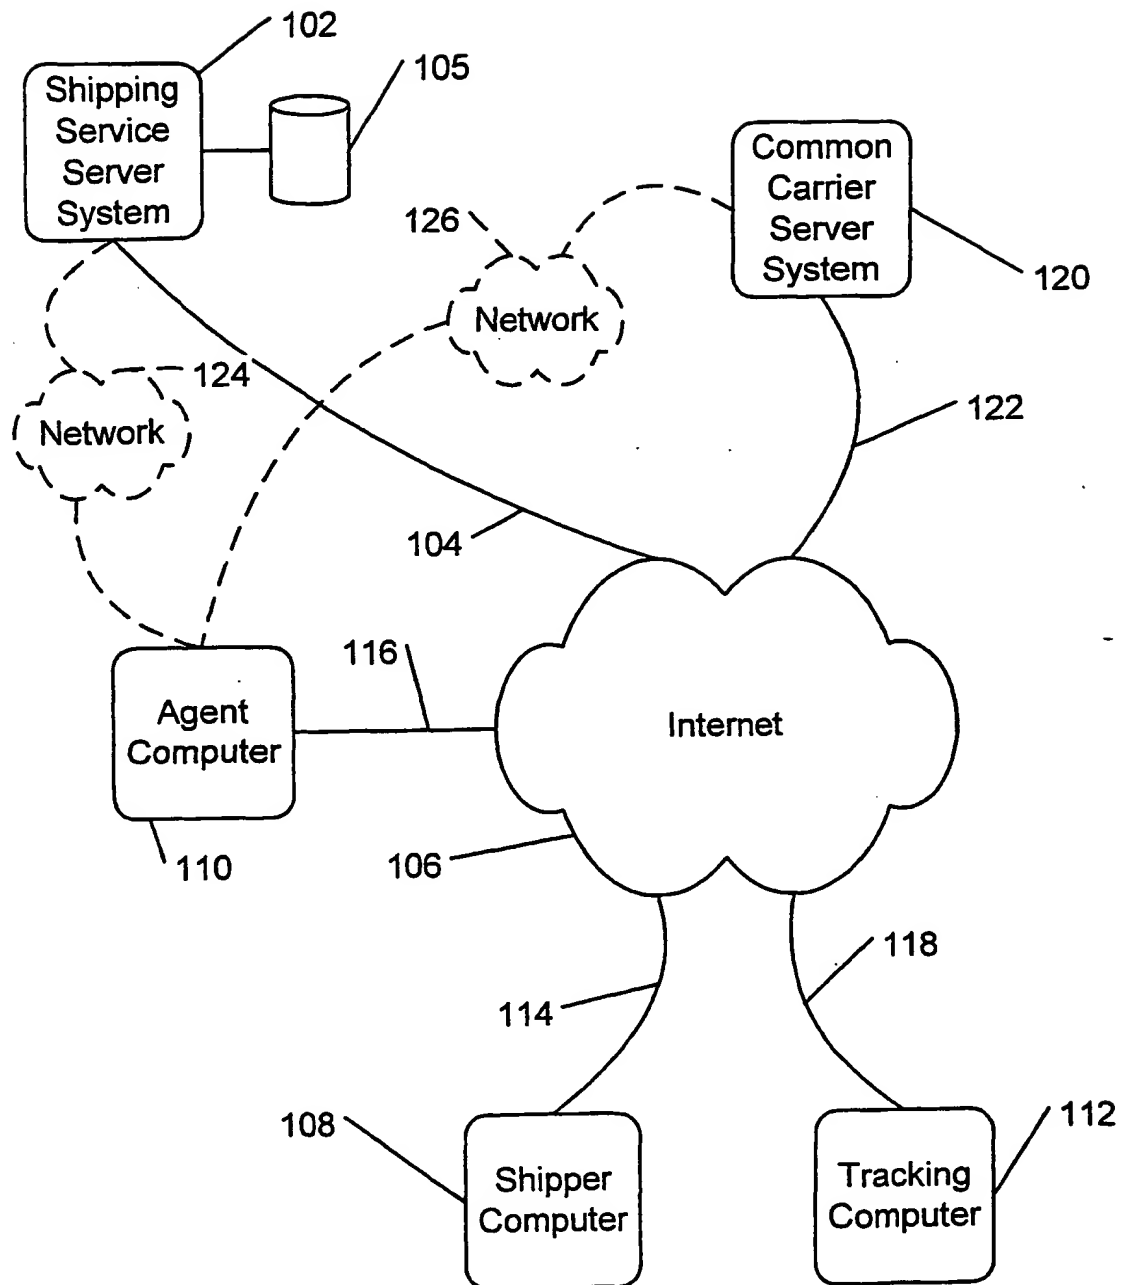 102
105
Shipping
Service
Server
System
Common
Carrier
Server
System
126
120
Network
124
Network
122
104
116
Agent
Computer
Internet
110
106
118
114
108
112
Shipper
Computer
Tracking
Computer